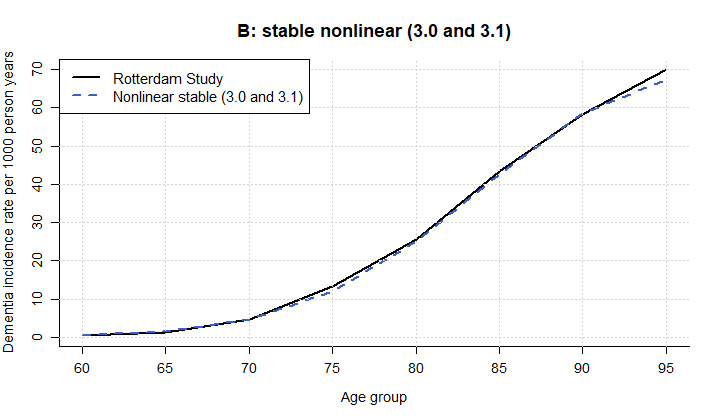 B: stable nonlinear (3.0 and 3.1)
Rotterdam Study
Nonlinear stable (3.0 and 3.1)
Dementia incidence rate per 1000 person years
70
60
50
40
30
20
10
0
60 65 70 75 80 85 90 95
Age group